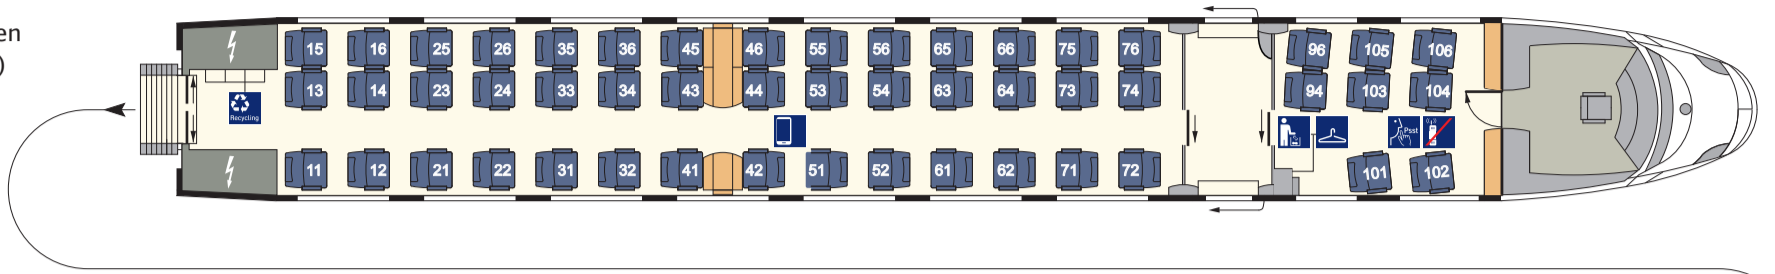 en
)
15 16 25 26 35 36 45 46 55 56 65 66 75 76 96 105 106
13 14 23 24 33 34 43 44 53 54 63 64 73 74 94 103 104
Recycling
Psst
11 12 21 22 31 32 41 42 51 52 61 62 71 72 101 102